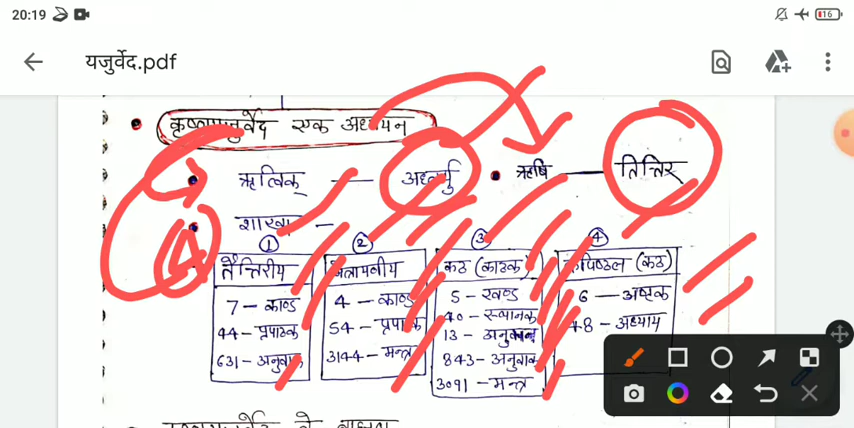 20:19 16
यजुर्वेद.pdf
कृष्णयजुर्वेद एक अध्ययन
ऋत्विक् — अध्वर्यु ऋषि — तित्तिर्
शाखा — 4
① ② ③ ④
तैत्तिरीय कठ (काठक) कपिष्ठल (कठ)
7 – काण्ड 4 – काण्ड 5 – खण्ड 6 — अष्टक
44 – प्रपाठक 54 – प्रपाठक 40 – स्थानक 48 – अध्याय
631 – अनुवाक 3144 – मन्त्र 13 –
843 – अनुवाक
3091 – मन्त्र